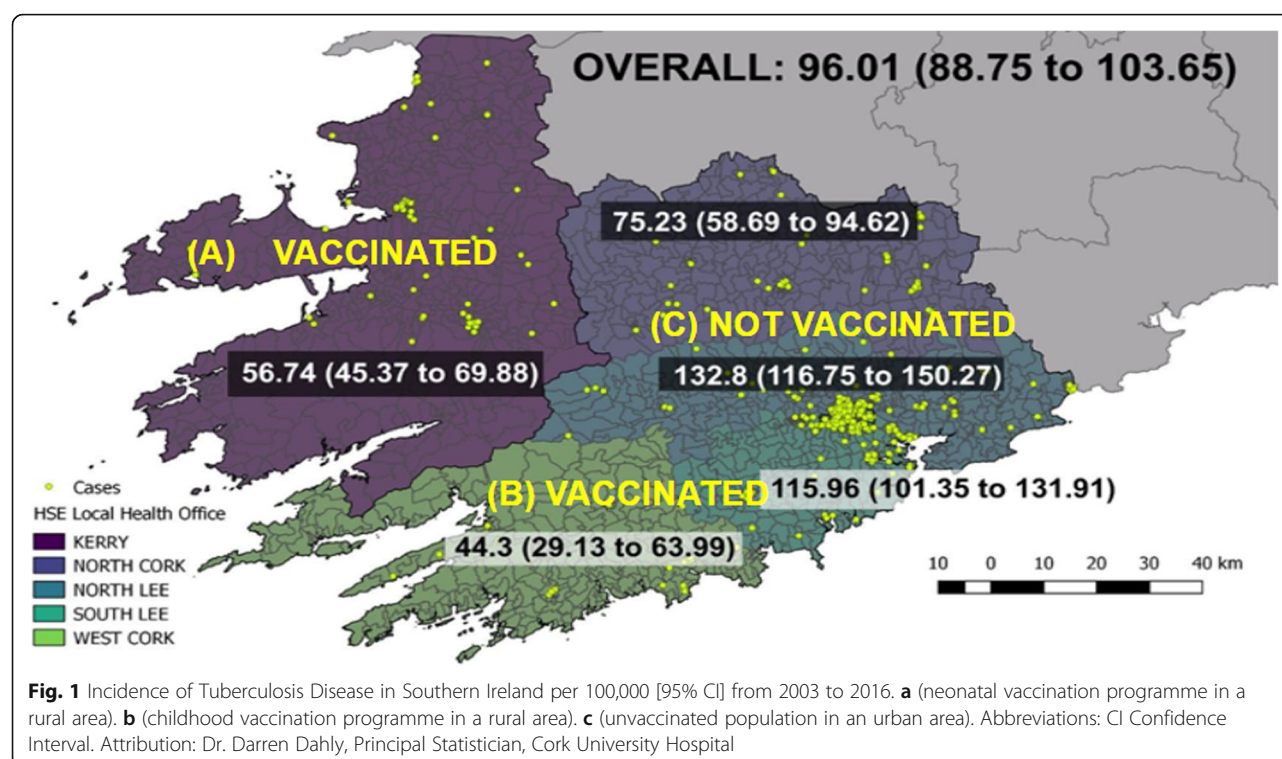 OVERALL: 96.01 (88.75 to 103.65)
75.23 (58.69 to 94.62)
(A) VACCINATED
(C) NOT VACCINATED
56.74 (45.37 to 69.88)
132.8 (116.75 to 150.27)
(B) VACCINATED
115.96 (101.35 to 131.91)
44.3 (29.13 to 63.99)
Cases
HSE Local Health Office
KERRY
NORTH CORK
NORTH LEE
SOUTH LEE
WEST CORK
10 0 10 20 30 40 km
Fig. 1 Incidence of Tuberculosis Disease in Southern Ireland per 100,000 [95% CI] from 2003 to 2016. a (neonatal vaccination programme in a
rural area). b (childhood vaccination programme in a rural area). c (unvaccinated population in an urban area). Abbreviations: CI Confidence
Interval. Attribution: Dr. Darren Dahly, Principal Statistician, Cork University Hospital